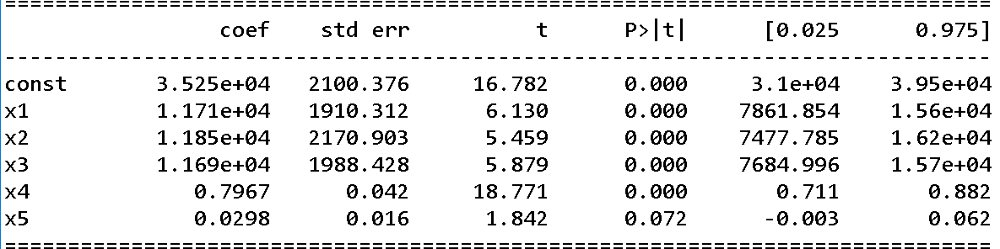 ==============================================================================
                 coef    std err          t      P>|t|      [0.025      0.975]
------------------------------------------------------------------------------
const       3.525e+04   2100.376     16.782      0.000     3.1e+04    3.95e+04
x1          1.171e+04   1910.312      6.130      0.000    7861.854    1.56e+04
x2          1.185e+04   2170.903      5.459      0.000    7477.785    1.62e+04
x3          1.169e+04   1988.428      5.879      0.000    7684.996    1.57e+04
x4             0.7967      0.042     18.771      0.000       0.711       0.882
x5             0.0298      0.016      1.842      0.072      -0.003       0.062
==============================================================================